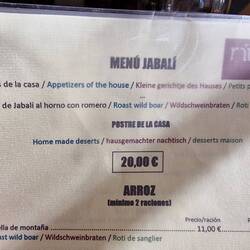 MENÚ JABALÍ
s de la casa / Appetizers of the house / Kleine gerichtje des Hauses / Petits
de Jabalí al horno con romero / Roast wild boar / Wildschweinbraten / Roti
POSTRE DE LA CASA
Home made deserts / hausgemachter nachtisch / desserts maison
20,00 €
ARROZ
(mínimo 2 raciones)
Precio/ración
lla de montaña 11,00 €
ast wild boar / Wildschweinbraten / Roti de sanglier